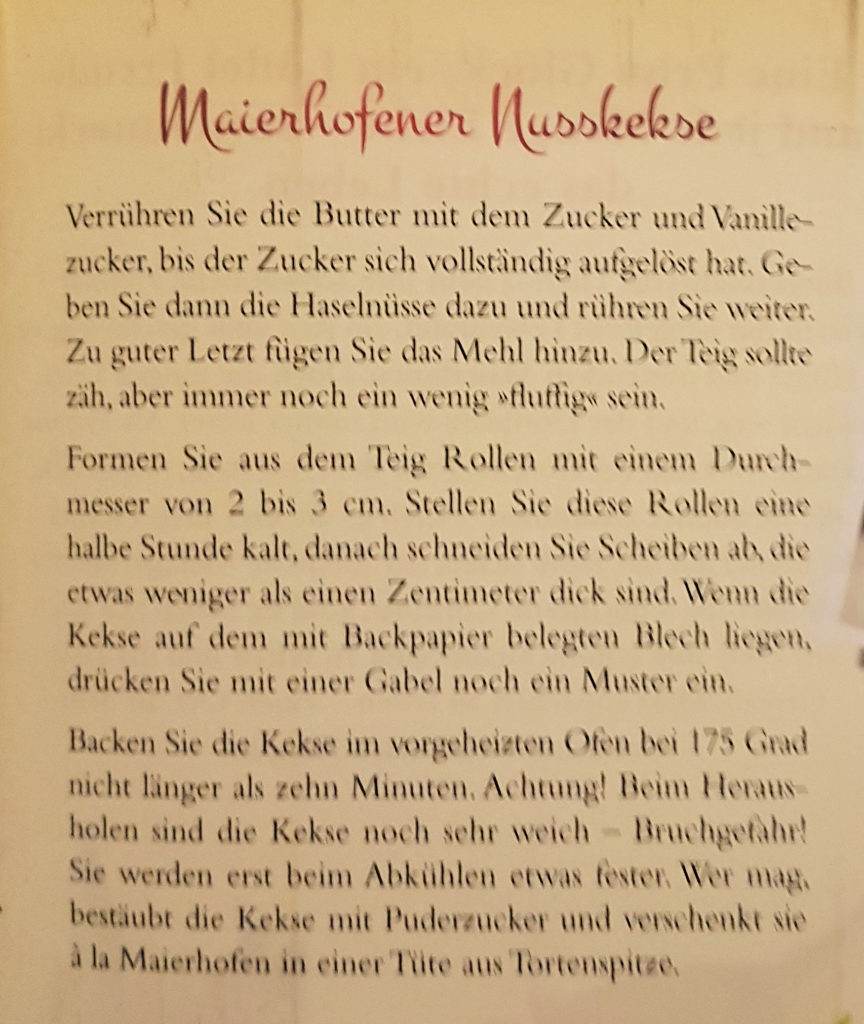 Maierhofener Nusskekse
Verrühren Sie die Butter mit dem Zucker und Vanille-
zucker, bis der Zucker sich vollständig aufgelöst hat. Ge-
ben Sie dann die Haselnüsse dazu und rühren Sie weiter.
Zu guter Letzt fügen Sie das Mehl hinzu. Der Teig sollte
zäh, aber immer noch ein wenig »fluffig« sein.
Formen Sie aus dem Teig Rollen mit einem Durch-
messer von 2 bis 3 cm. Stellen Sie diese Rollen eine
halbe Stunde kalt, danach schneiden Sie Scheiben ab, die
etwas weniger als einen Zentimeter dick sind. Wenn die
Kekse auf dem mit Backpapier belegten Blech liegen,
drücken Sie mit einer Gabel noch ein Muster ein.
Backen Sie die Kekse im vorgeheizten Ofen bei 175 Grad
nicht länger als zehn Minuten. Achtung! Beim Heraus-
holen sind die Kekse noch sehr weich – Bruchgefahr!
Sie werden erst beim Abkühlen etwas fester. Wer mag,
bestäubt die Kekse mit Puderzucker und verschenkt sie
à la Maierhofen in einer Tüte aus Tortenspitze.